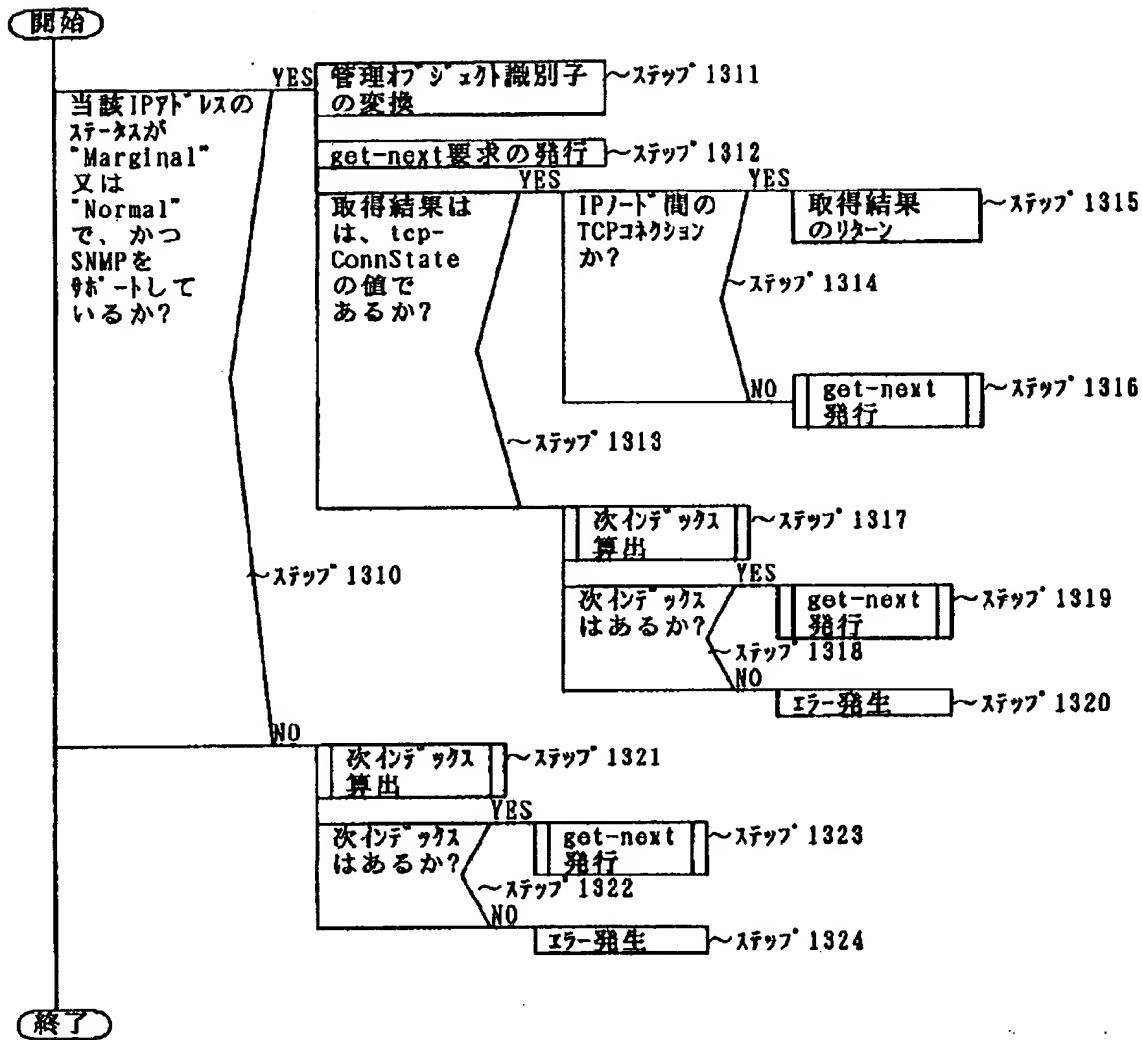 開始
YES
管理オブジェクト識別子
の変換
～ステップ 1311
当該IPアドレスの
ステータスが
"Marginal"
又は
"Normal"
で、かつ
SNMPを
サポートして
いるか?
get-next要求の発行
～ステップ 1312
YES
取得結果は
は、tcp-
ConnState
の値で
あるか?
IPノード間の
TCPコネクション
か?
YES
取得結果
のリターン
～ステップ 1315
～ステップ 1314
NO
get-next
発行
～ステップ 1316
～ステップ 1313
次インデックス
算出
～ステップ 1317
～ステップ 1310
YES
次インデックス
はあるか?
get-next
発行
～ステップ 1319
～ステップ 1318
NO
エラー発生
～ステップ 1320
NO
次インデックス
算出
～ステップ 1321
YES
次インデックス
はあるか?
get-next
発行
～ステップ 1323
～ステップ 1322
NO
エラー発生
～ステップ 1324
終了